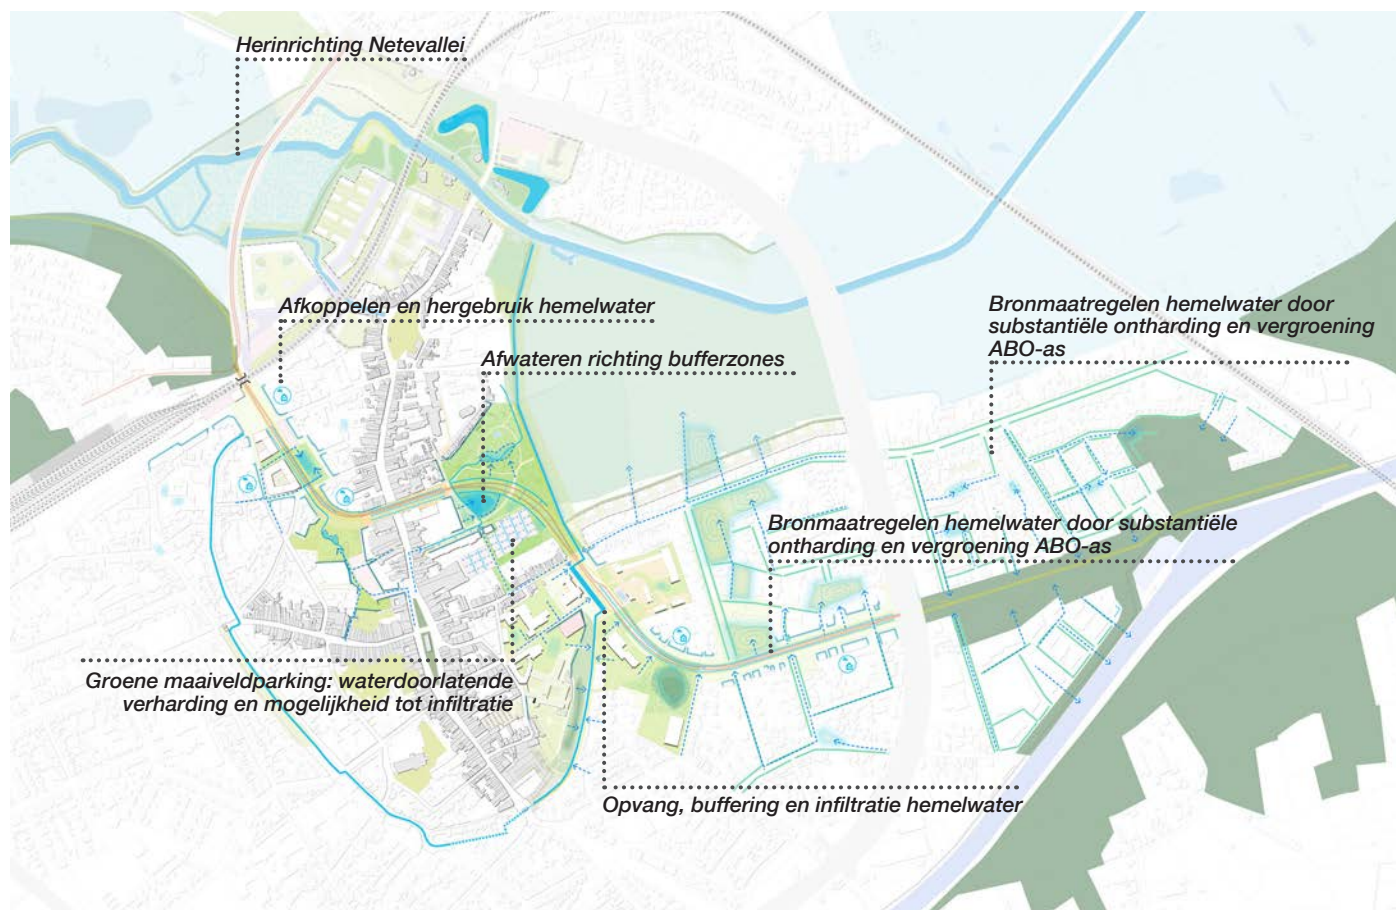 Herinrichting Netevallei
Afkoppelen en hergebruik hemelwater
Bronmaatregelen hemelwater door
substantiële ontharding en vergroening
ABO-as
Afwateren richting bufferzones
Bronmaatregelen hemelwater door substantiële
ontharding en vergroening ABO-as
Groene maaiveldparking: waterdoorlatende
verharding en mogelijkheid tot infiltratie
Opvang, buffering en infiltratie hemelwater